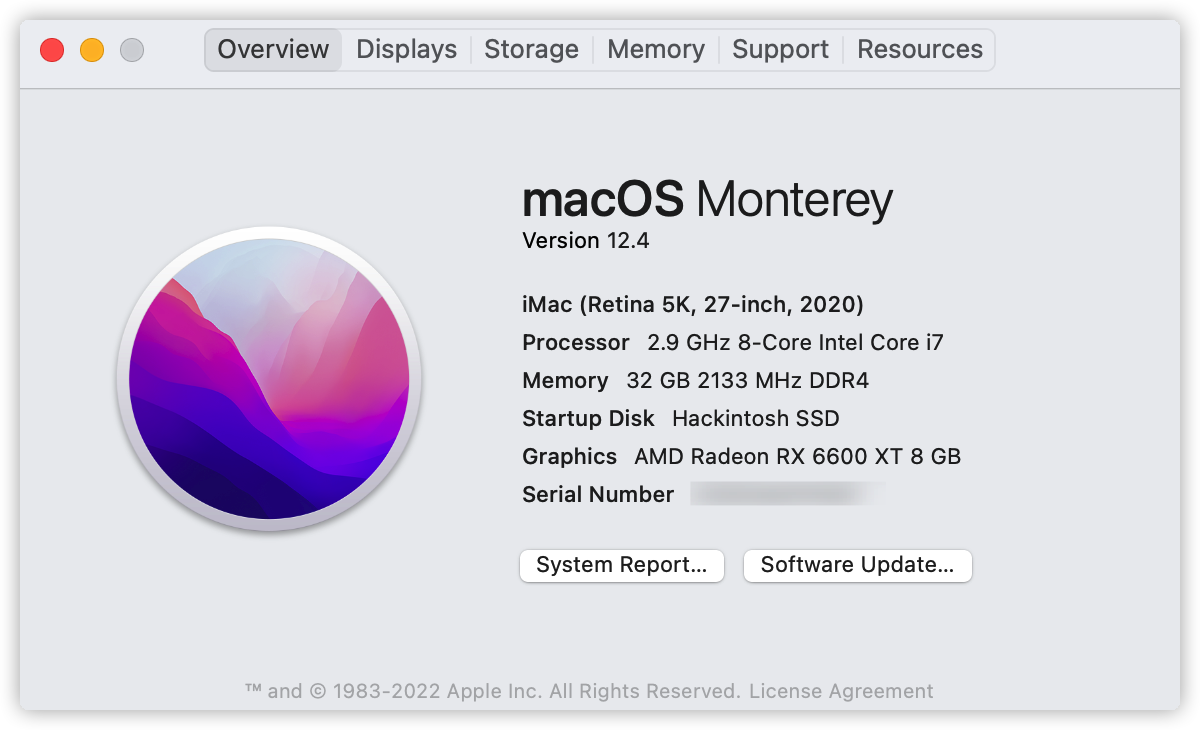 Overview Displays Storage Memory Support Resources
macOS Monterey
Version 12.4
iMac (Retina 5K, 27-inch, 2020)
Processor 2.9 GHz 8-Core Intel Core i7
Memory 32 GB 2133 MHz DDR4
Startup Disk Hackintosh SSD
Graphics AMD Radeon RX 6600 XT 8 GB
Serial Number
System Report... Software Update...
™ and © 1983-2022 Apple Inc. All Rights Reserved. License Agreement